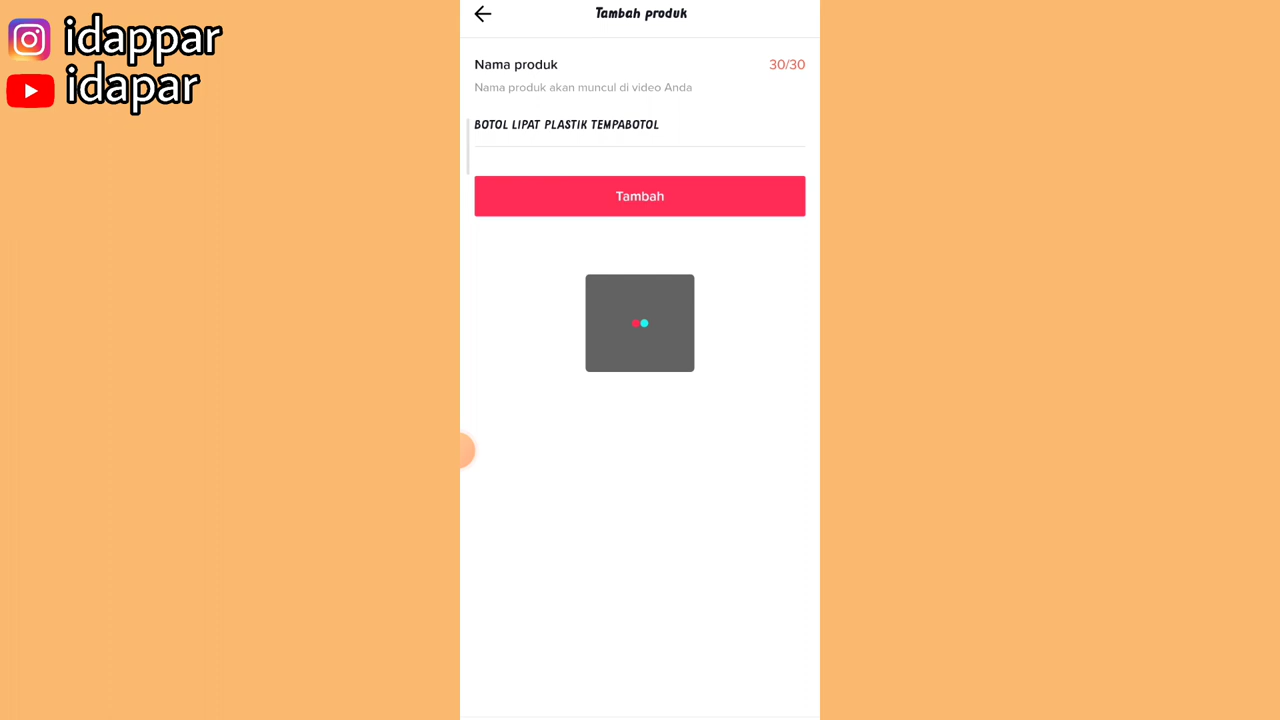 idappar
idapar
Tambah produk
Nama produk
30/30
Nama produk akan muncul di video Anda
BOTOL LIPAT PLASTIK TEMPABOTOL
Tambah